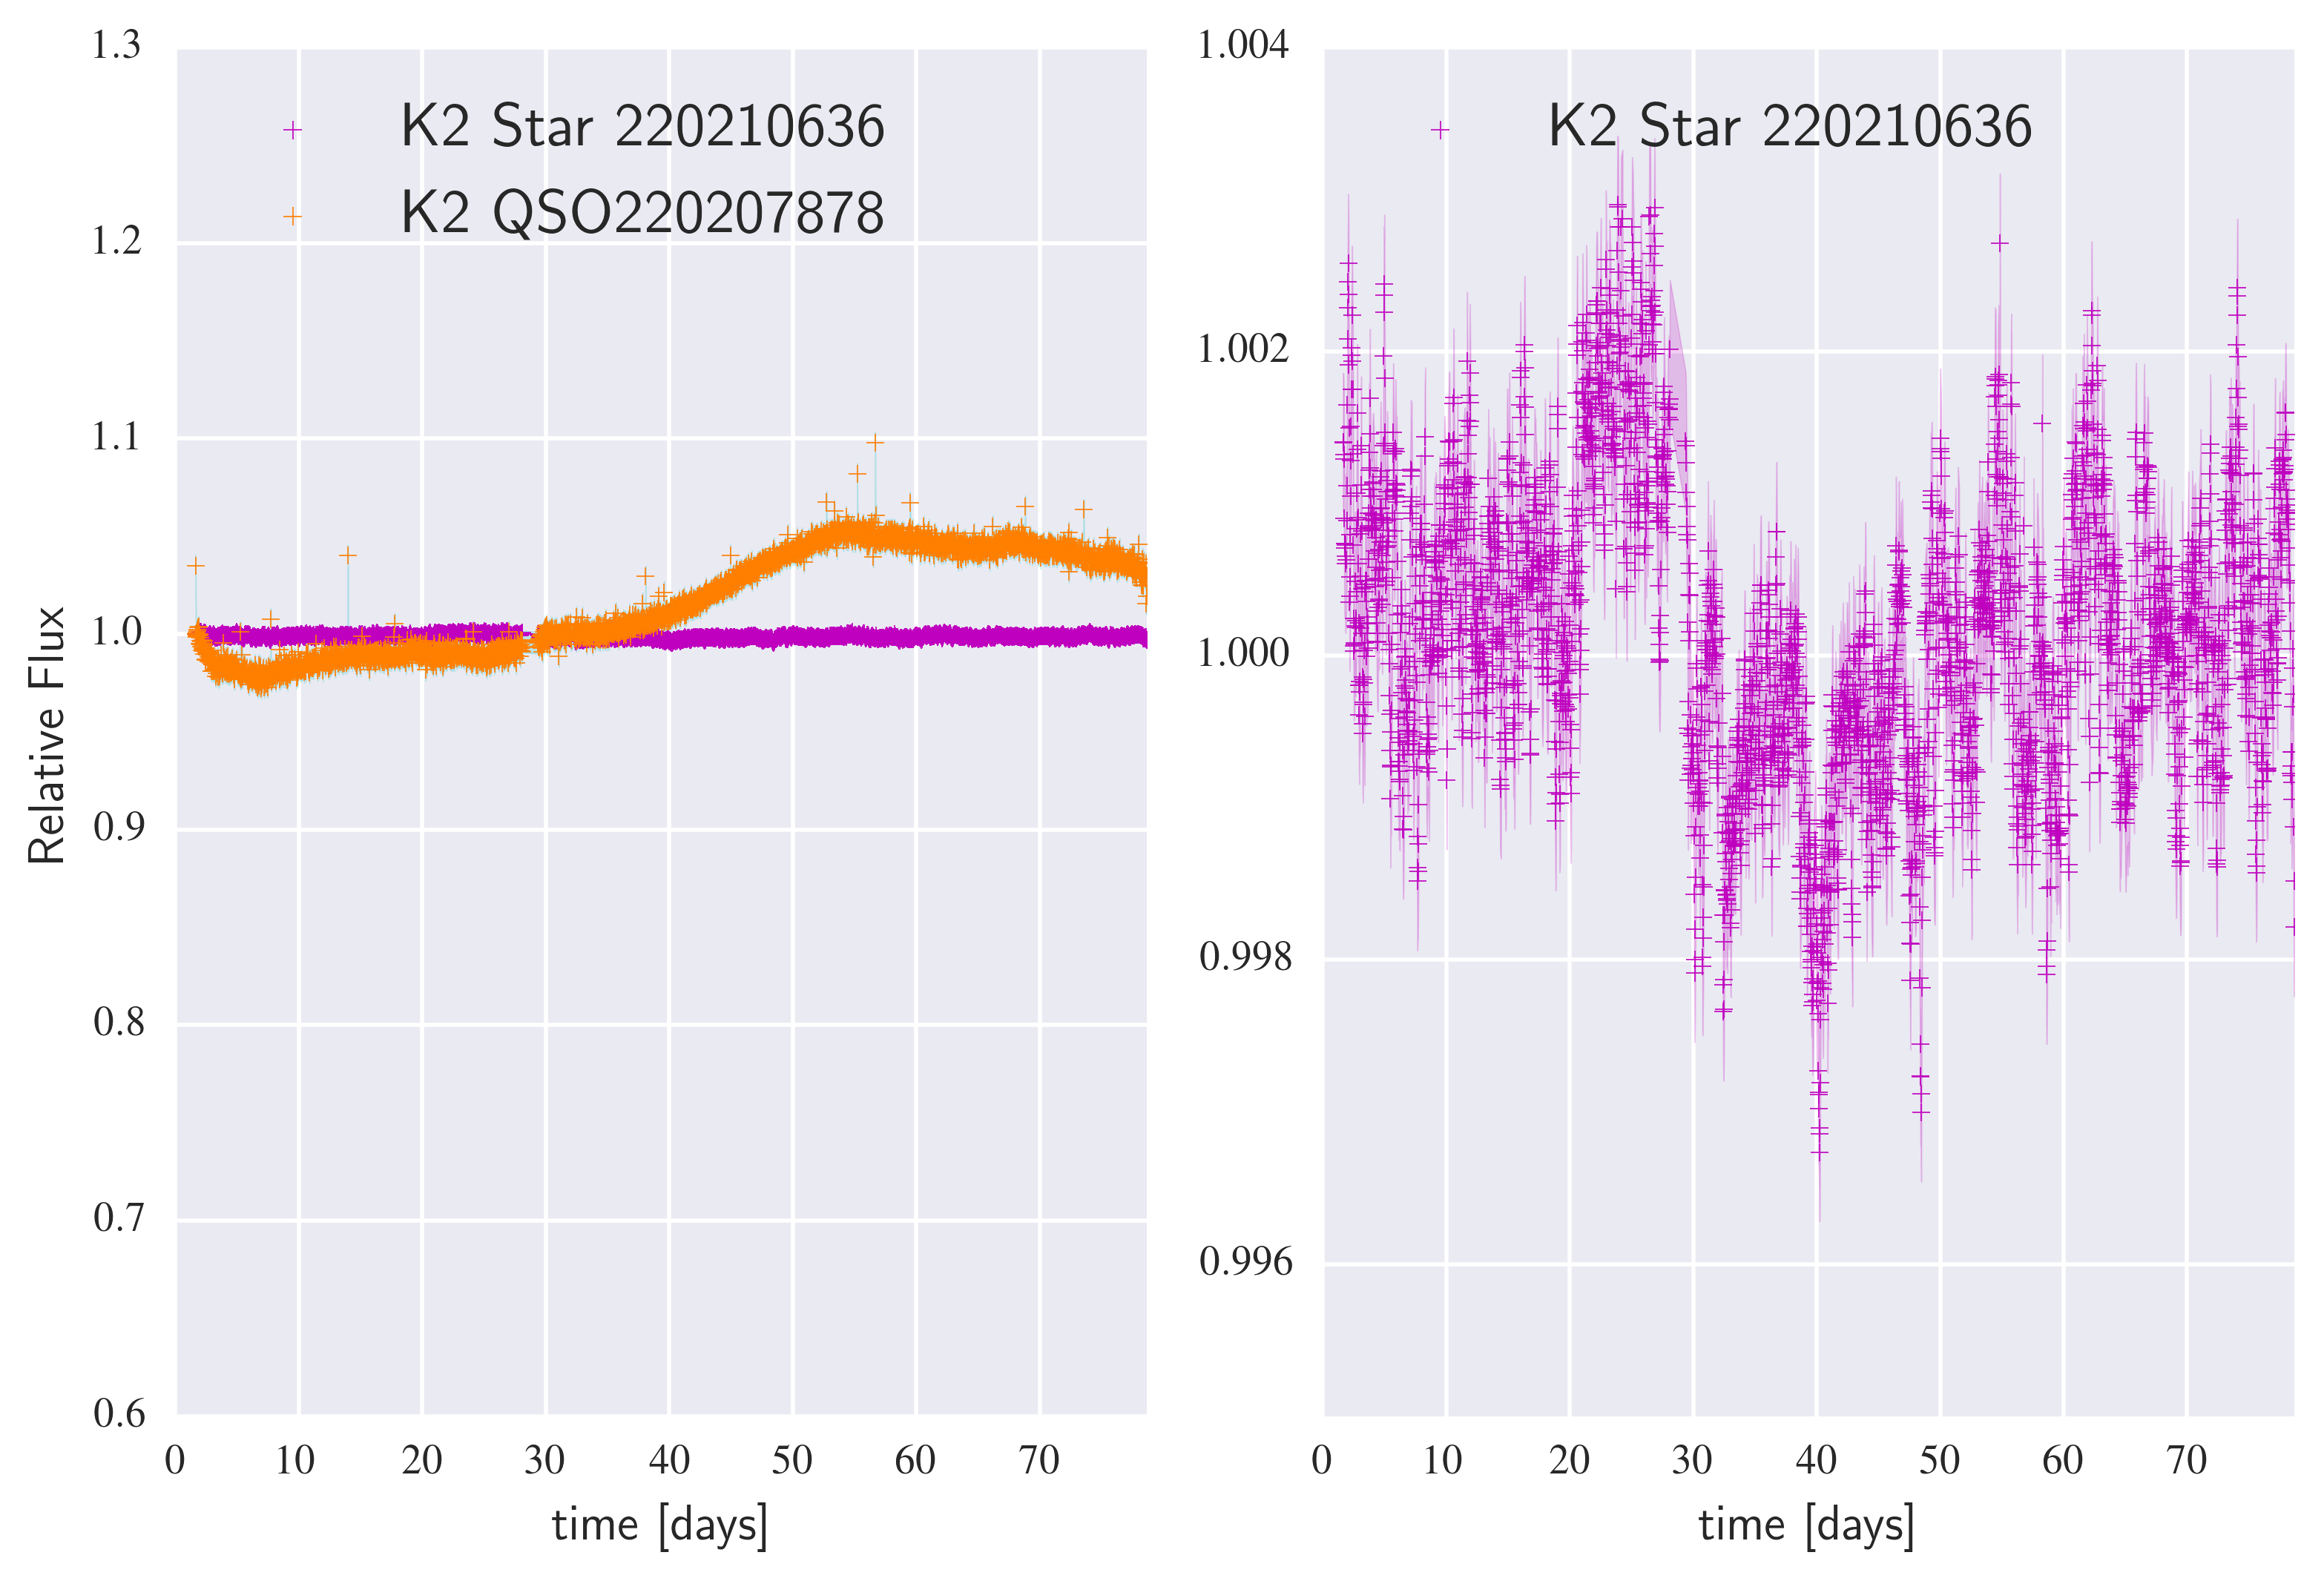 1.3
1.2
1.1
1.0
0.9
0.8
0.7
0.6
Relative Flux
K2 Star 220210636
K2 QSO220207878
0 10 20 30 40 50 60 70
time [days]
1.004
1.002
1.000
0.998
0.996
K2 Star 220210636
0 10 20 30 40 50 60 70
time [days]